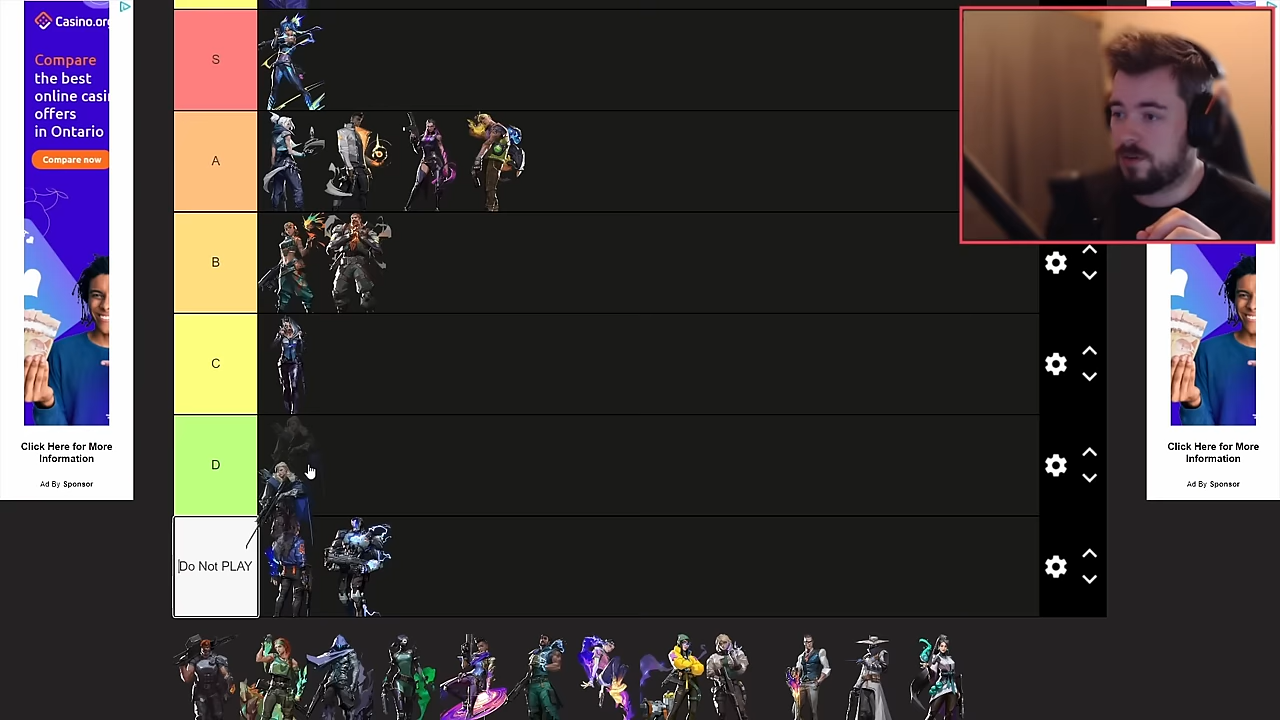 Casino.org
Compare
the best
online casi
offers
in Ontario
Compare now
Click Here for More
Information
Ad By Sponsor
S
A
B
C
D
Do Not PLAY
Click Here for More
Information
Ad By Sponsor